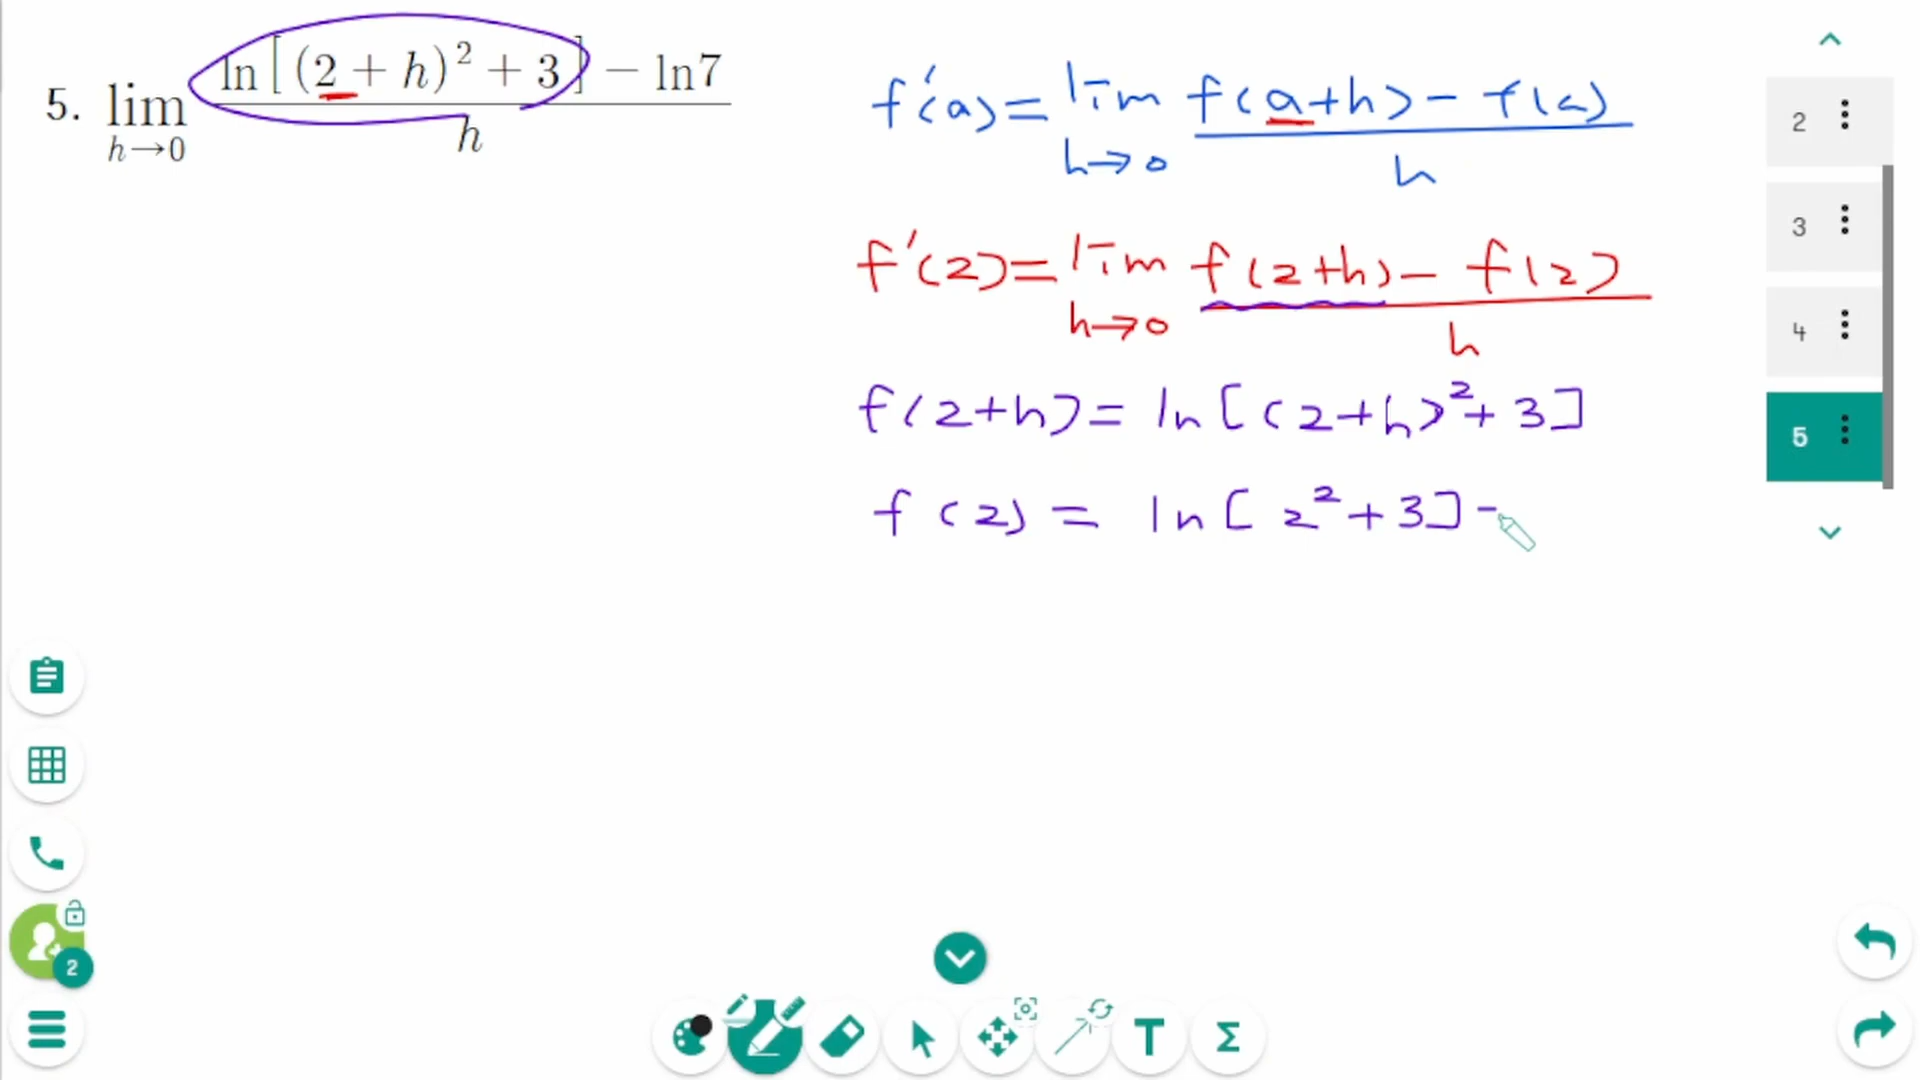 5. lim h→0 ln[(2 + h)² + 3] − ln7 / h
f'(a) = lim h→0 f(a+h) − f(a) / h
f'(2) = lim h→0 f(2+h) − f(2) / h
f(2+h) = ln[(2+h)² + 3]
f(2) = ln[2² + 3] -
2
3
4
5
2
T
Σ